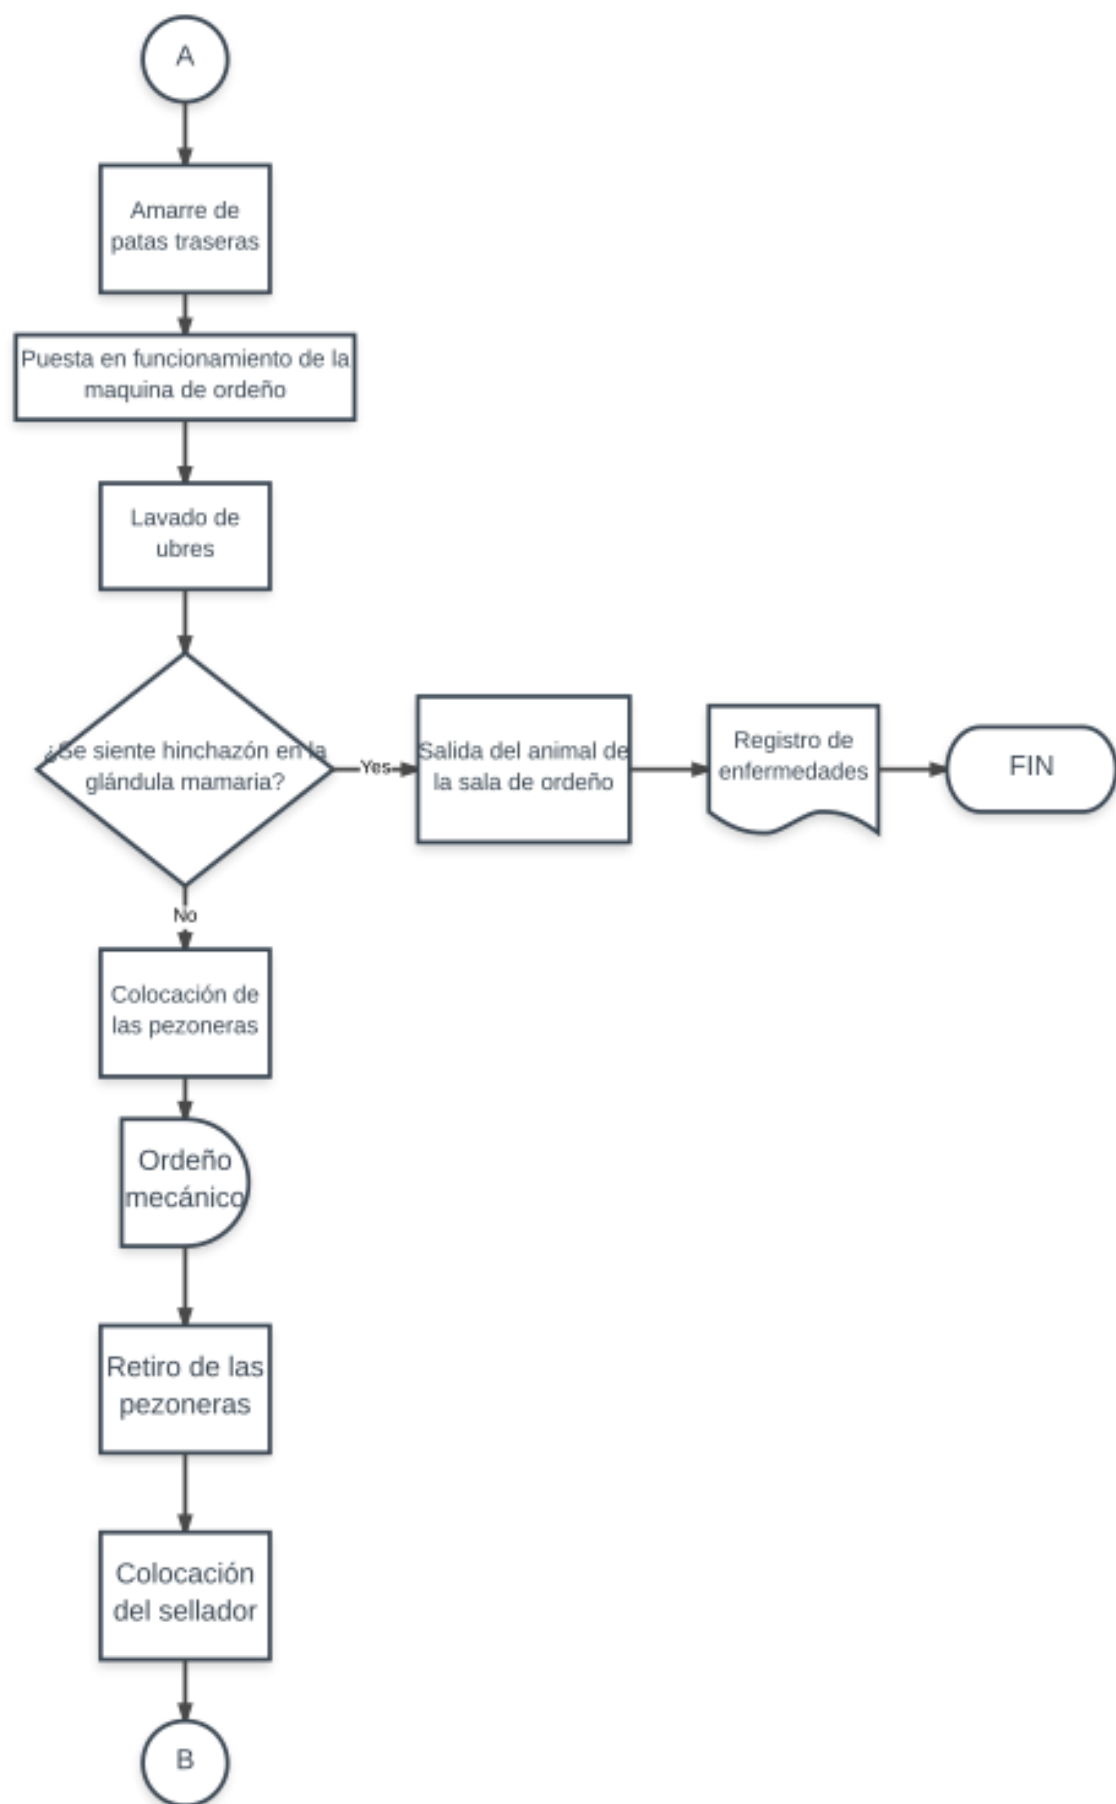 A
Amarre de
patas traseras
Puesta en funcionamiento de la
maquina de ordeño
Lavado de
ubres
¿Se siente hinchazón en la
glándula mamaria?
Yes
Salida del animal de
la sala de ordeño
Registro de
enfermedades
FIN
No
Colocación de
las pezoneras
Ordeño
mecánico
Retiro de las
pezoneras
Colocación
del sellador
B